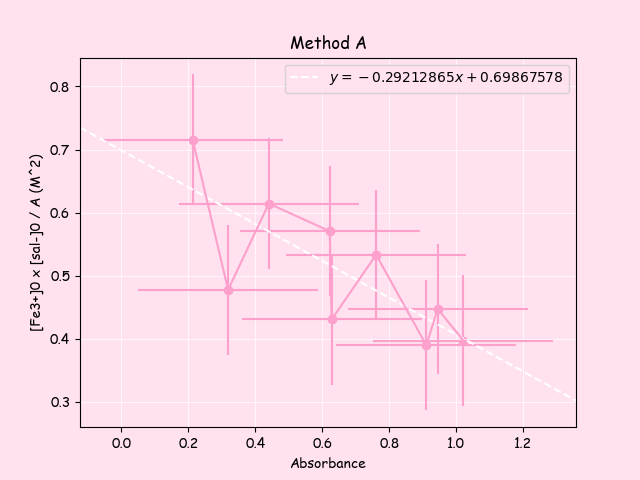 Method A
y = −0.29212865x + 0.69867578
[Fe3+]0 x [sal-]0 / A (M^2)
0.8
0.7
0.6
0.5
0.4
0.3
0.0 0.2 0.4 0.6 0.8 1.0 1.2
Absorbance